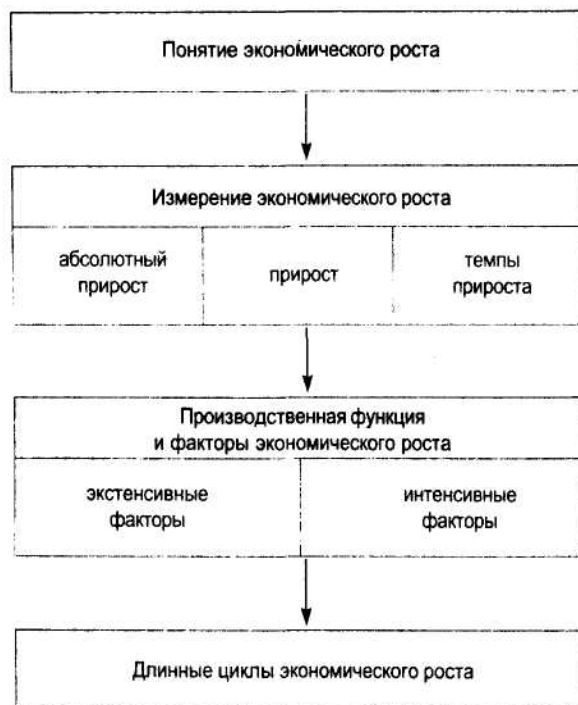 Понятие экономического роста
Измерение экономического роста
абсолютный
прирост
прирост
темпы
прироста
Производственная функция
и факторы экономического роста
экстенсивные
факторы
интенсивные
факторы
Длинные циклы экономического роста